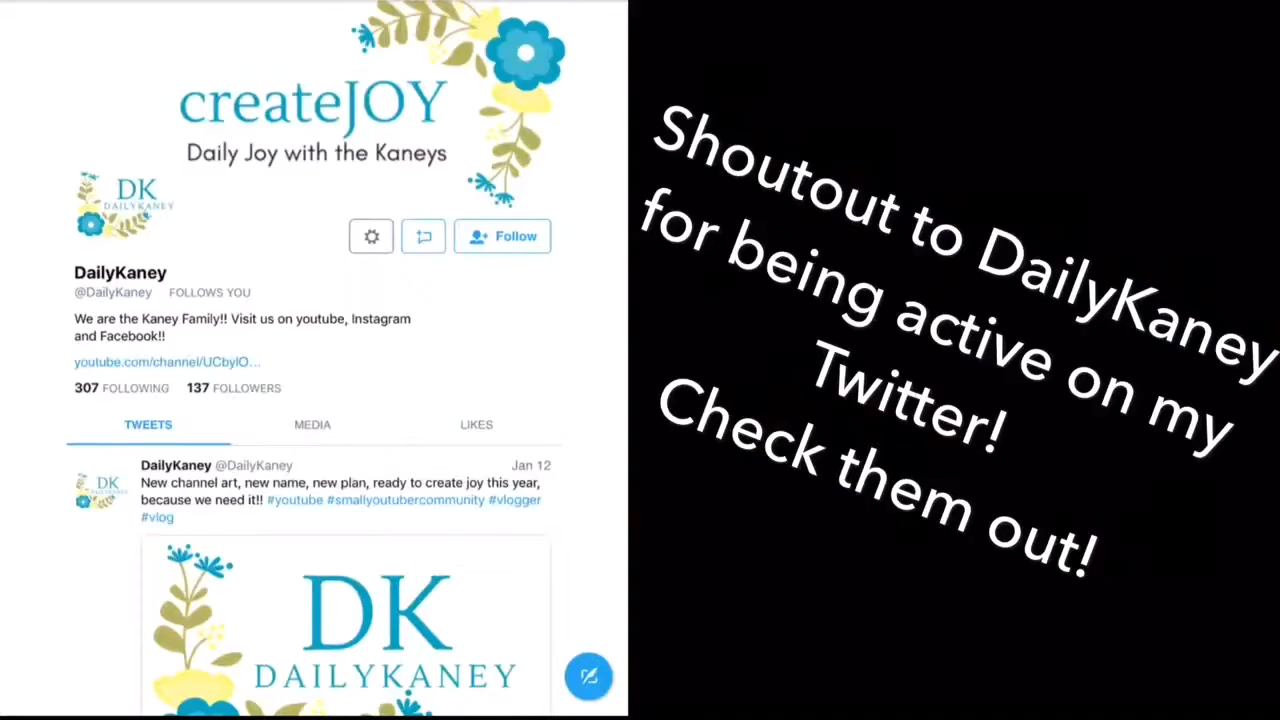 createJOY
Daily Joy with the Kaneys
DK
DAILYKANEY
Follow
DailyKaney
@DailyKaney FOLLOWS YOU
We are the Kaney Family!! Visit us on youtube, Instagram
and Facebook!!
youtube.com/channel/UCbylO...
307 FOLLOWING 137 FOLLOWERS
TWEETS MEDIA LIKES
DailyKaney @DailyKaney Jan 12
DK
DAILYKANEY
New channel art, new name, new plan, ready to create joy this year,
because we need it!! #youtube #smallyoutubercommunity #vlogger
#vlog
DK
DAILYKANEY
Shoutout to DailyKaney
for being active on my
Twitter!
Check them out!